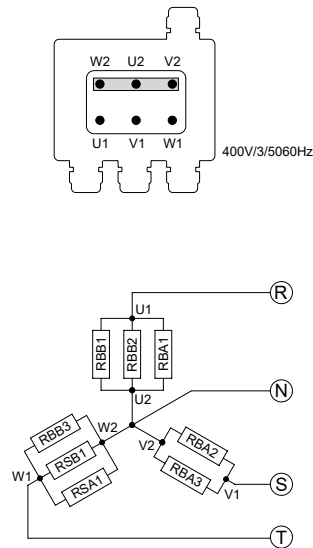 W2 U2 V2
U1 V1 W1
400V/3/5060Hz
R
U1
RBB1
RBB2
RBA1
U2
N
RBB3
W2
RSB1
W1
RSA1
V2
RBA2
RBA3
V1
S
T